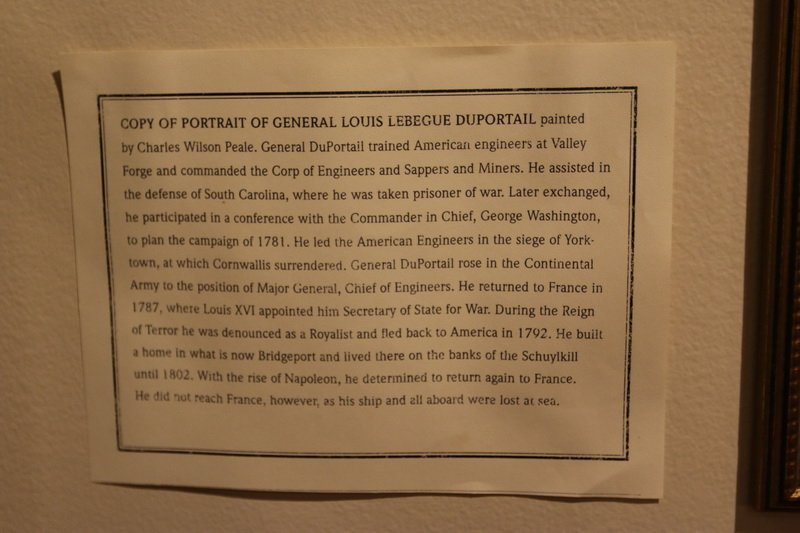 COPY OF PORTRAIT OF GENERAL LOUIS LEBEGUE DUPORTAIL painted
by Charles Wilson Peale. General DuPortail trained American engineers at Valley
Forge and commanded the Corp of Engineers and Sappers and Miners. He assisted in
the defense of South Carolina, where he was taken prisoner of war. Later exchanged,
he participated in a conference with the Commander in Chief, George Washington,
to plan the campaign of 1781. He led the American Engineers in the siege of York-
town, at which Cornwallis surrendered. General DuPortail rose in the Continental
Army to the position of Major General, Chief of Engineers. He returned to France in
1787, where Louis XVI appointed him Secretary of State for War. During the Reign
of Terror he was denounced as a Royalist and fled back to America in 1792. He built
a home in what is now Bridgeport and lived there on the banks of the Schuylkill
until 1802. With the rise of Napoleon, he determined to return again to France.
He did not reach France, however, as his ship and all aboard were lost at sea.